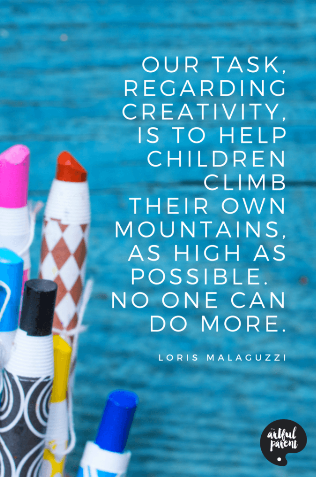 OUR TASK,
REGARDING
CREATIVITY,
IS TO HELP
CHILDREN
CLIMB
THEIR OWN
MOUNTAINS,
AS HIGH AS
POSSIBLE.
NO ONE CAN
DO MORE.
LORIS MALAGUZZI
the
artful
parent